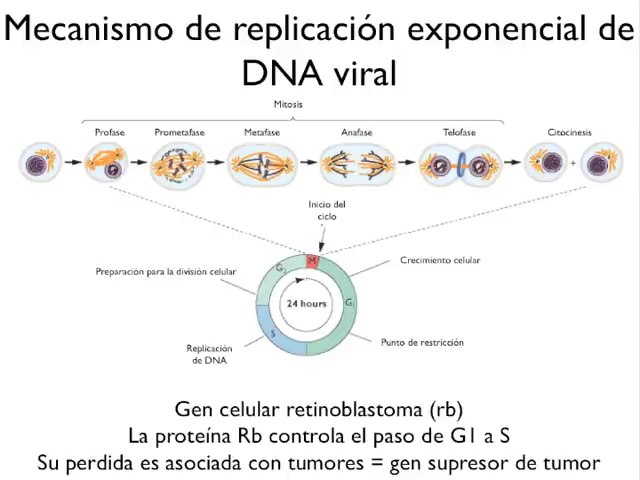 Mecanismo de replicación exponencial de
DNA viral
Mitosis
Profase
Prometafase
Metafase
Anafase
Telofase
Citocinesis
+
Inicio del
ciclo
M
G2
Preparación para la división celular
Crecimiento celular
24 hours
G1
S
Replicación
de DNA
Punto de restricción
Gen celular retinoblastoma (rb)
La proteína Rb controla el paso de G1 a S
Su perdida es asociada con tumores = gen supresor de tumor